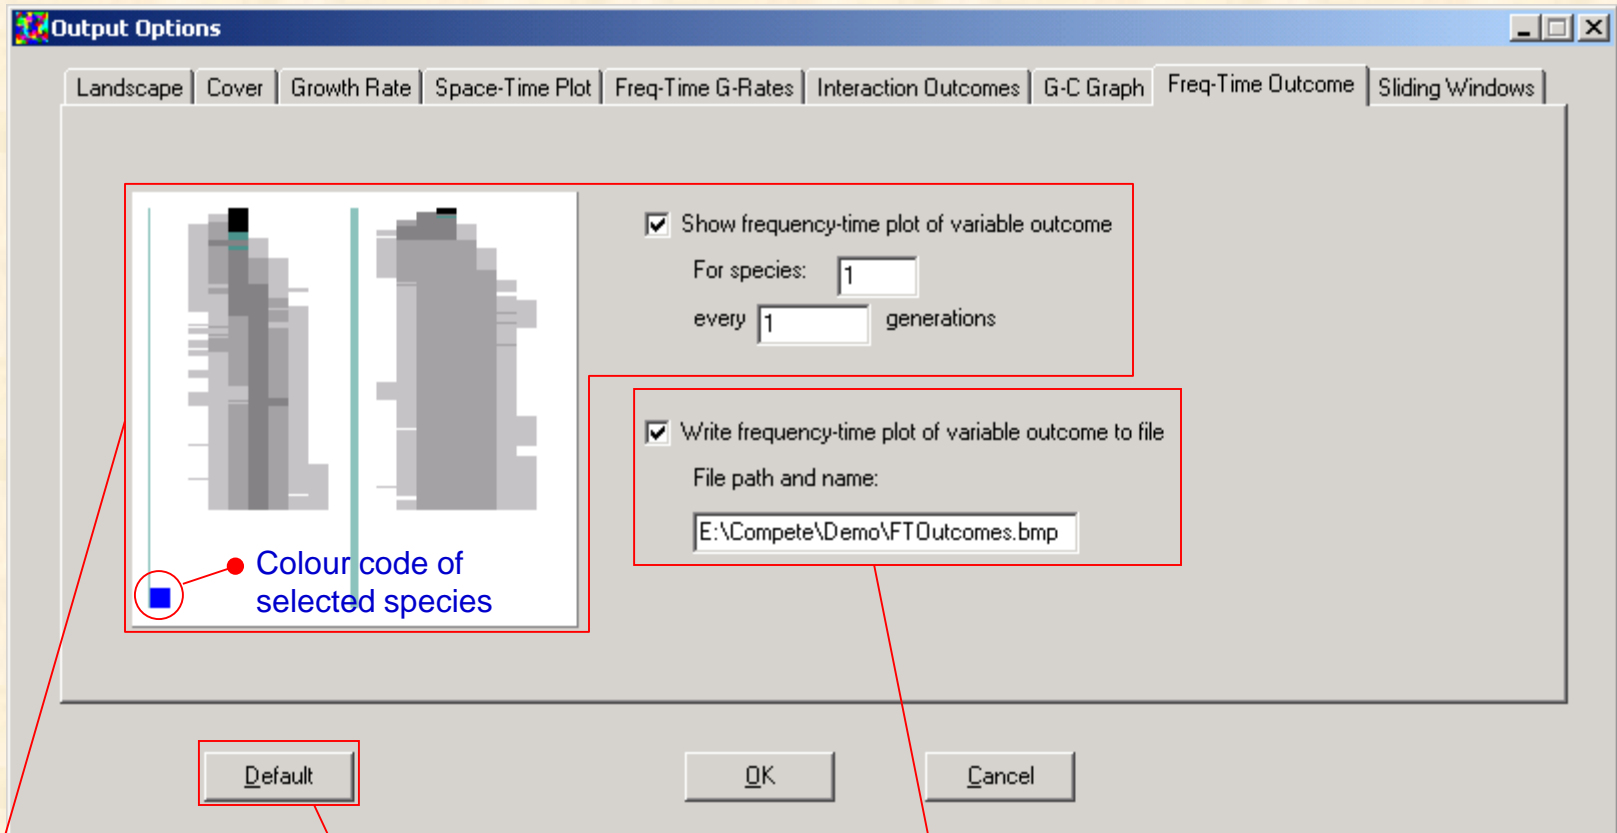 Output Options
Landscape Cover Growth Rate Space-Time Plot Freq-Time G-Rates Interaction Outcomes G-C Graph Freq-Time Outcome Sliding Windows
Show frequency-time plot of variable outcome
For species: 1
every 1 generations
Write frequency-time plot of variable outcome to file
File path and name:
E:\Compete\Demo\FTOutcomes.bmp
Colour code of
selected species
Default OK Cancel